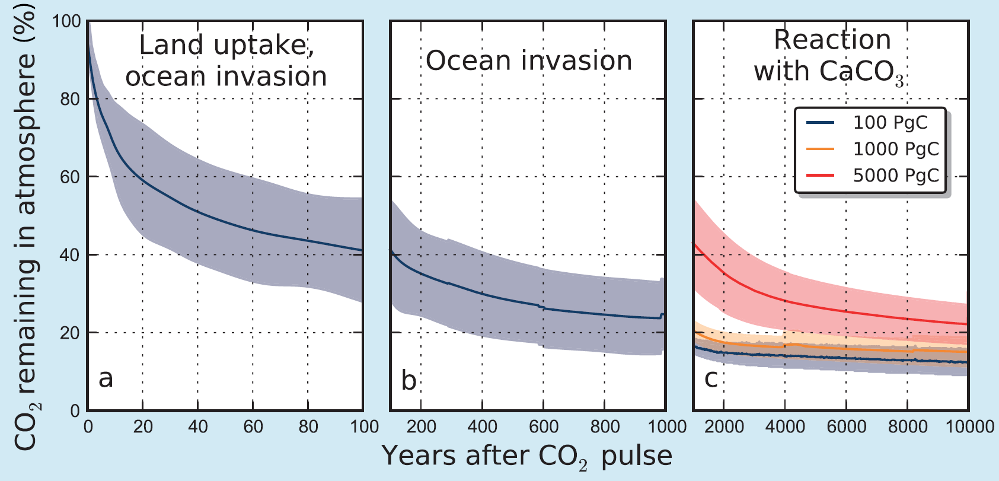 CO₂ remaining in atmosphere (%)
100
80
60
40
20
0
Land uptake,
ocean invasion
a
0 20 40 60 80 100
Ocean invasion
b
200 400 600 800 1000
Reaction
with CaCO₃
100 PgC
1000 PgC
5000 PgC
c
2000 4000 6000 8000 10000
Years after CO₂ pulse